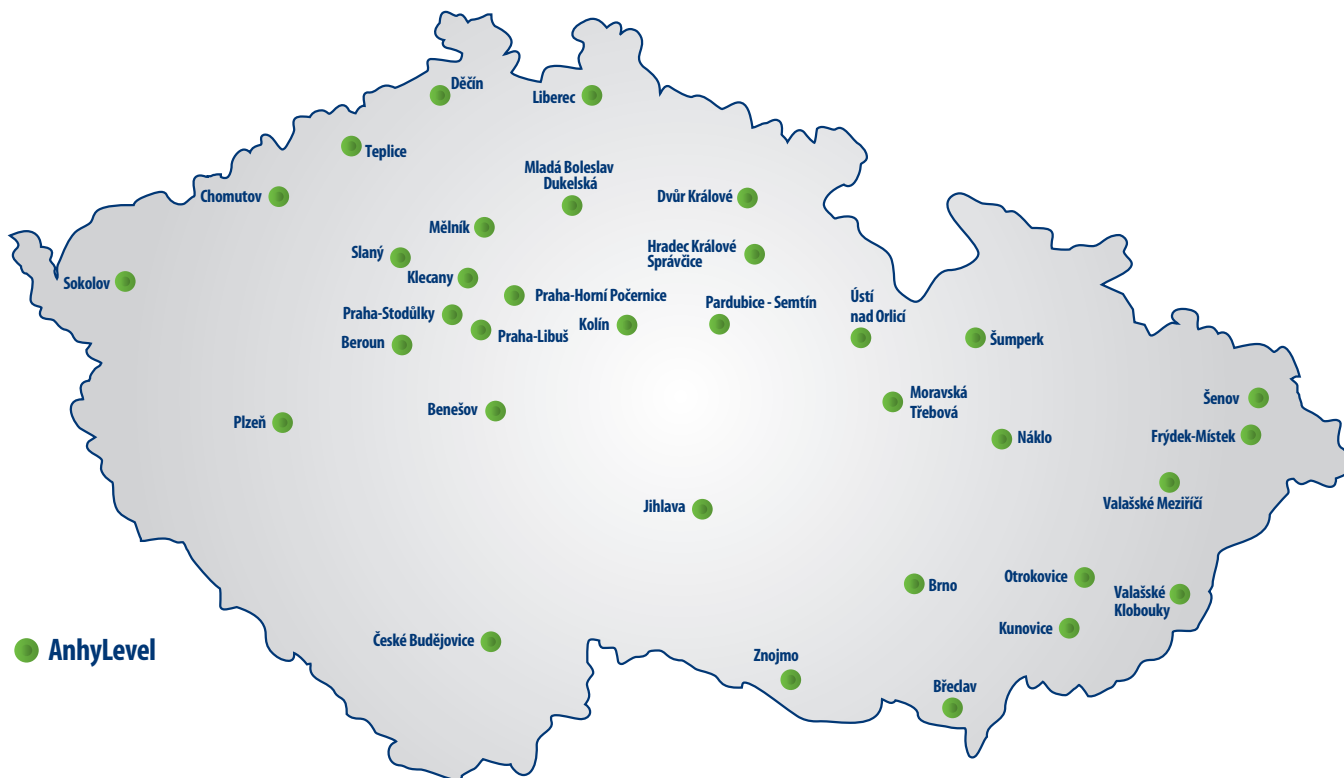 Děčín
Liberec
Teplice
Mladá Boleslav
Dukelská
Chomutov
Dvůr Králové
Mělník
Slaný
Hradec Králové
Správčice
Klecany
Sokolov
Praha-Horní Počernice
Pardubice - Semtín
Ústí
nad Orlicí
Praha-Stodůlky
Kolín
Praha-Libuš
Beroun
Šumperk
Moravská
Třebová
Šenov
Benešov
Plzeň
Náklo
Frýdek-Místek
Valašské Meziříčí
Jihlava
Otrokovice
Brno
Valašské
Klobouky
Kunovice
České Budějovice
AnhyLevel
Znojmo
Břeclav